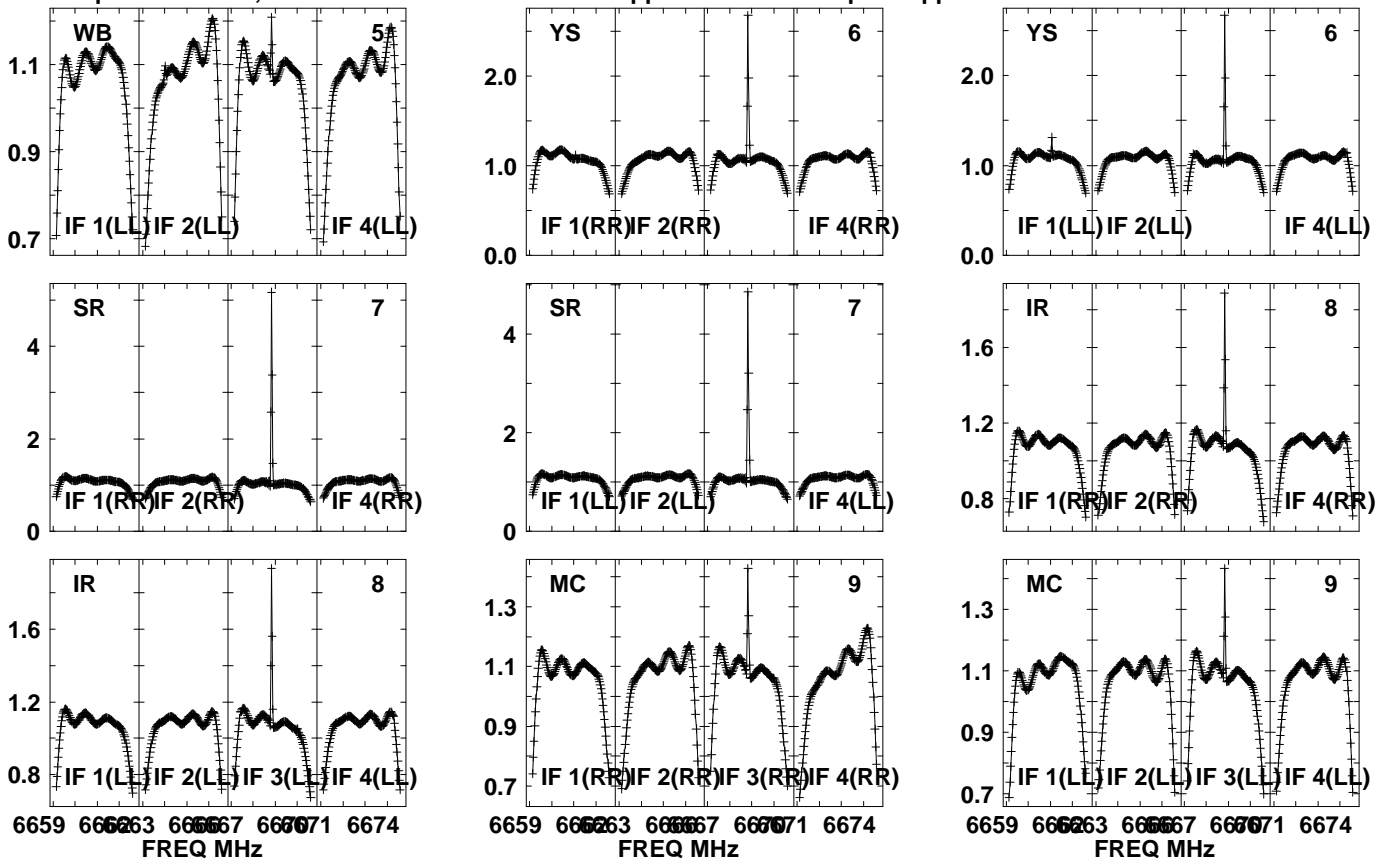 WB 5
1.1
0.9
0.7
IF 1(LL) IF 2(LL) IF 4(LL)
YS 6
2.0
1.0
0.0
IF 1(RR) IF 2(RR) IF 4(RR)
YS 6
2.0
1.0
0.0
IF 1(LL) IF 2(LL) IF 4(LL)
SR 7
4
2
0
IF 1(RR) IF 2(RR) IF 4(RR)
SR 7
4
2
0
IF 1(LL) IF 2(LL) IF 4(LL)
IR 8
1.6
1.2
0.8
IF 1(RR) IF 2(RR) IF 4(RR)
IR 8
1.6
1.2
0.8
IF 1(LL) IF 2(LL) IF 3(LL) IF 4(LL)
6659 6674
FREQ MHz
MC 9
1.3
1.1
0.9
0.7
IF 1(RR) IF 2(RR) IF 3(RR) IF 4(RR)
6659 6674
FREQ MHz
MC 9
1.3
1.1
0.9
0.7
IF 1(LL) IF 2(LL) IF 3(LL) IF 4(LL)
6659 6674
FREQ MHz